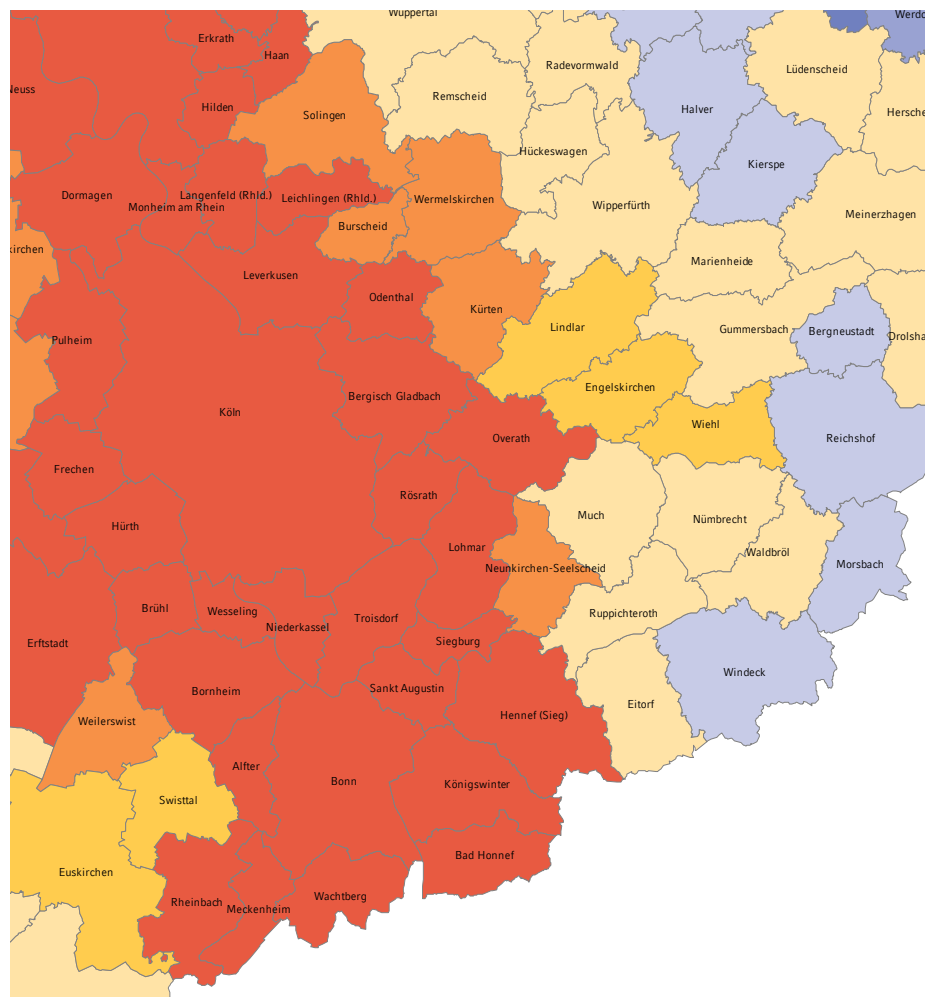 Wuppertal
Erkrath
Haan
Radevormwald
Lüdenscheid
Remscheid
Hilden
Solingen
Halver
Hückeswagen
Kierspe
Dormagen
Langenfeld (Rhld.)
Leichlingen (Rhld.)
Wermelskirchen
Monheim am Rhein
Wipperfürth
Meinerzhagen
Burscheid
kirchen
Marienheide
Leverkusen
Odenthal
Kürten
Lindlar
Gummersbach
Bergneustadt
Drolsha
Pulheim
Engelskirchen
Bergisch Gladbach
Köln
Wiehl
Overath
Reichshof
Frechen
Rösrath
Much
Nümbrecht
Hürth
Lohmar
Waldbröl
Morsbach
Neunkirchen-Seelscheid
Brühl
Wesseling
Ruppichteroth
Troisdorf
Niederkassel
Erftstadt
Siegburg
Windeck
Sankt Augustin
Bornheim
Eitorf
Hennef (Sieg)
Weilerswist
Alfter
Bonn
Königswinter
Swisttal
Bad Honnef
Euskirchen
Wachtberg
Rheinbach
Meckenheim